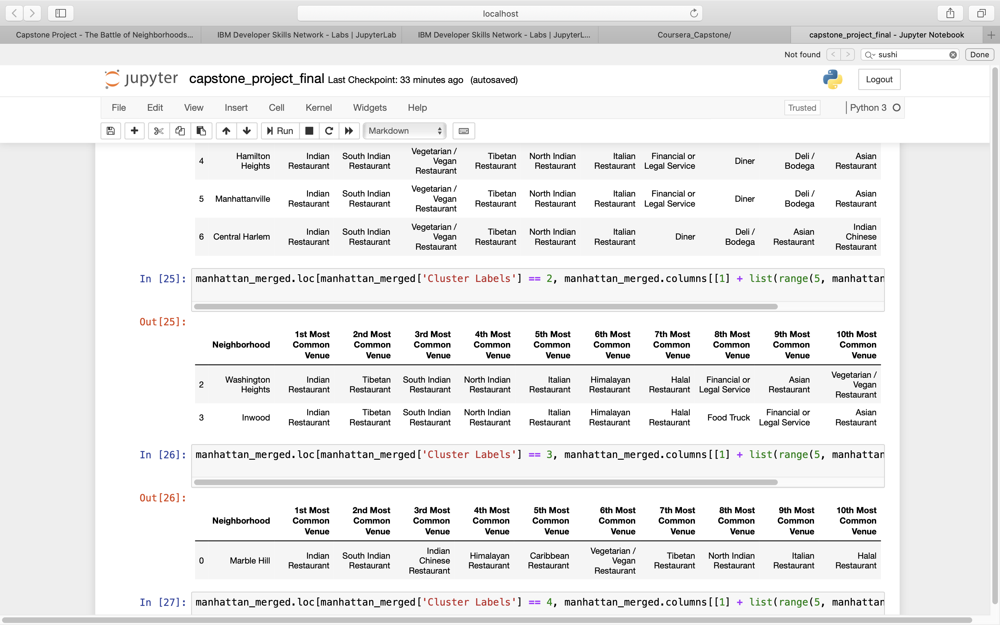 localhost
Capstone Project - The Battle of Neighborhoods...
IBM Developer Skills Network - Labs | JupyterLab
IBM Developer Skills Network - Labs | JupyterL...
Coursera_Capstone/
capstone_project_final - Jupyter Notebook
Not found
sushi
Done
jupyter capstone_project_final Last Checkpoint: 33 minutes ago (autosaved)
Logout
File Edit View Insert Cell Kernel Widgets Help
Trusted
Python 3
Run
Markdown
4 Hamilton Heights Indian Restaurant South Indian Restaurant Vegetarian / Vegan Restaurant Tibetan Restaurant North Indian Restaurant Italian Restaurant Financial or Legal Service Diner Deli / Bodega Asian Restaurant
5 Manhattanville Indian Restaurant South Indian Restaurant Vegetarian / Vegan Restaurant Tibetan Restaurant North Indian Restaurant Italian Restaurant Financial or Legal Service Diner Deli / Bodega Asian Restaurant
6 Central Harlem Indian Restaurant South Indian Restaurant Vegetarian / Vegan Restaurant Tibetan Restaurant North Indian Restaurant Italian Restaurant Diner Deli / Bodega Asian Restaurant Indian Chinese Restaurant
In [25]: manhattan_merged.loc[manhattan_merged['Cluster Labels'] == 2, manhattan_merged.columns[[1] + list(range(5, manhattan
Out[25]:
Neighborhood 1st Most Common Venue 2nd Most Common Venue 3rd Most Common Venue 4th Most Common Venue 5th Most Common Venue 6th Most Common Venue 7th Most Common Venue 8th Most Common Venue 9th Most Common Venue 10th Most Common Venue
2 Washington Heights Indian Restaurant Tibetan Restaurant South Indian Restaurant North Indian Restaurant Italian Restaurant Himalayan Restaurant Halal Restaurant Financial or Legal Service Asian Restaurant Vegetarian / Vegan Restaurant
3 Inwood Indian Restaurant Tibetan Restaurant South Indian Restaurant North Indian Restaurant Italian Restaurant Himalayan Restaurant Halal Restaurant Food Truck Financial or Legal Service Asian Restaurant
In [26]: manhattan_merged.loc[manhattan_merged['Cluster Labels'] == 3, manhattan_merged.columns[[1] + list(range(5, manhattan
Out[26]:
Neighborhood 1st Most Common Venue 2nd Most Common Venue 3rd Most Common Venue 4th Most Common Venue 5th Most Common Venue 6th Most Common Venue 7th Most Common Venue 8th Most Common Venue 9th Most Common Venue 10th Most Common Venue
0 Marble Hill Indian Restaurant South Indian Restaurant Indian Chinese Restaurant Himalayan Restaurant Caribbean Restaurant Vegetarian / Vegan Restaurant Tibetan Restaurant North Indian Restaurant Italian Restaurant Halal Restaurant
In [27]: manhattan_merged.loc[manhattan_merged['Cluster Labels'] == 4, manhattan_merged.columns[[1] + list(range(5, manhattan